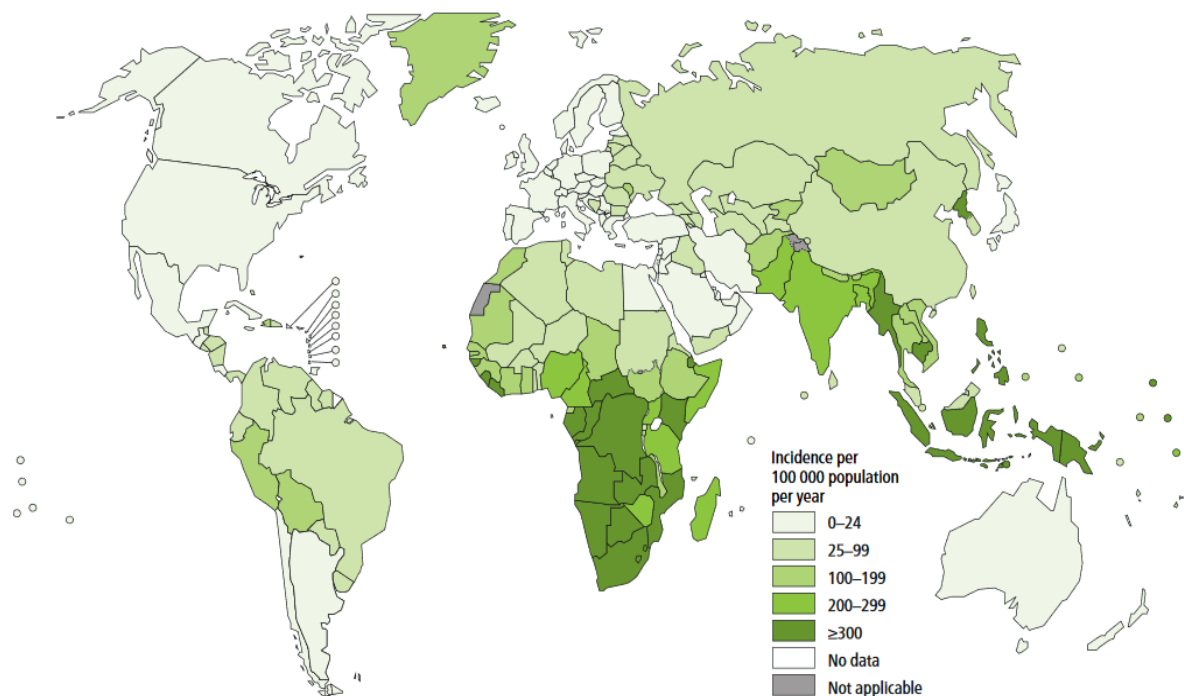 Incidence per
100 000 population
per year
0–24
25–99
100–199
200–299
≥300
No data
Not applicable